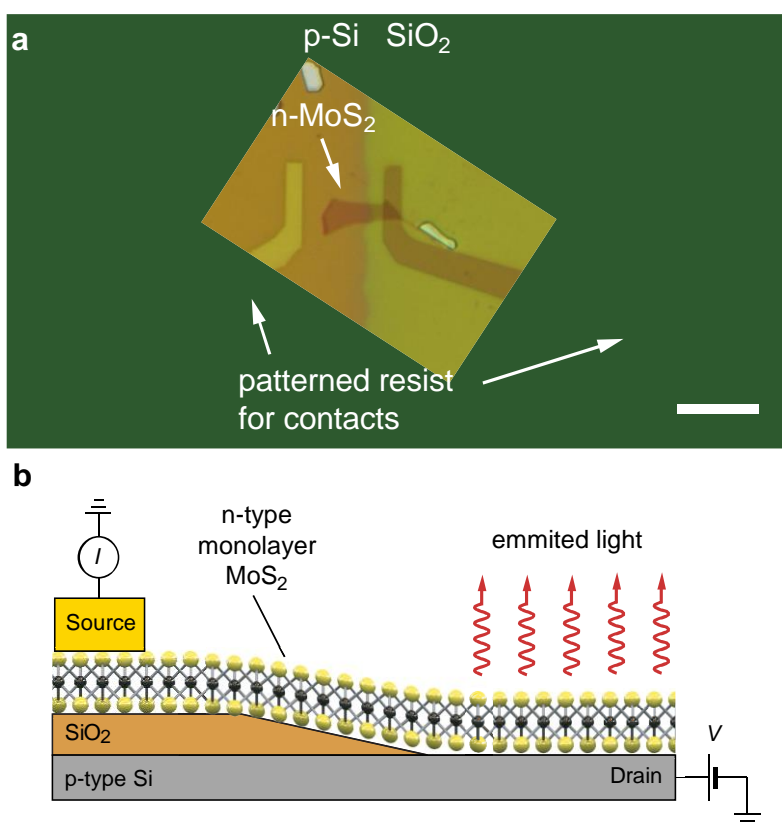 a
p-Si SiO₂
n-MoS₂
patterned resist
for contacts
b
n-type
monolayer
MoS₂
emmited light
I
Source
SiO₂
p-type Si
Drain
V